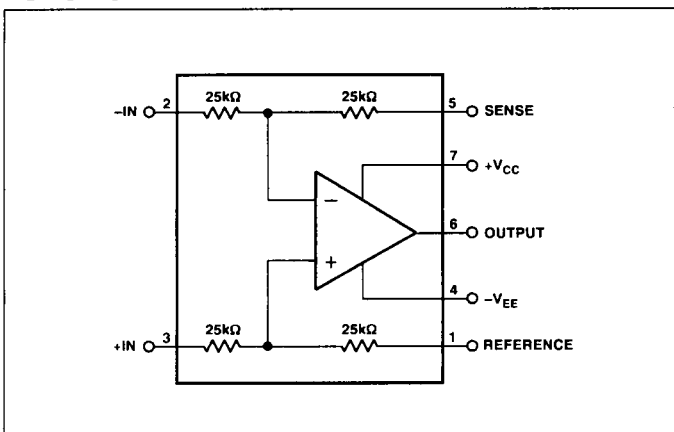 25kΩ 25kΩ
–IN 2 5 SENSE
7 +VCC
–
6 OUTPUT
+
4 –VEE
25kΩ 25kΩ
+IN 3 1 REFERENCE